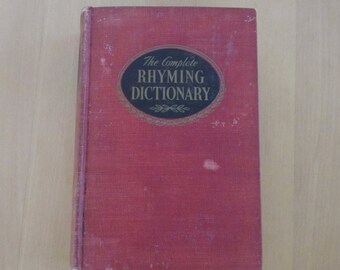 The Complete
RHYMING
DICTIONARY